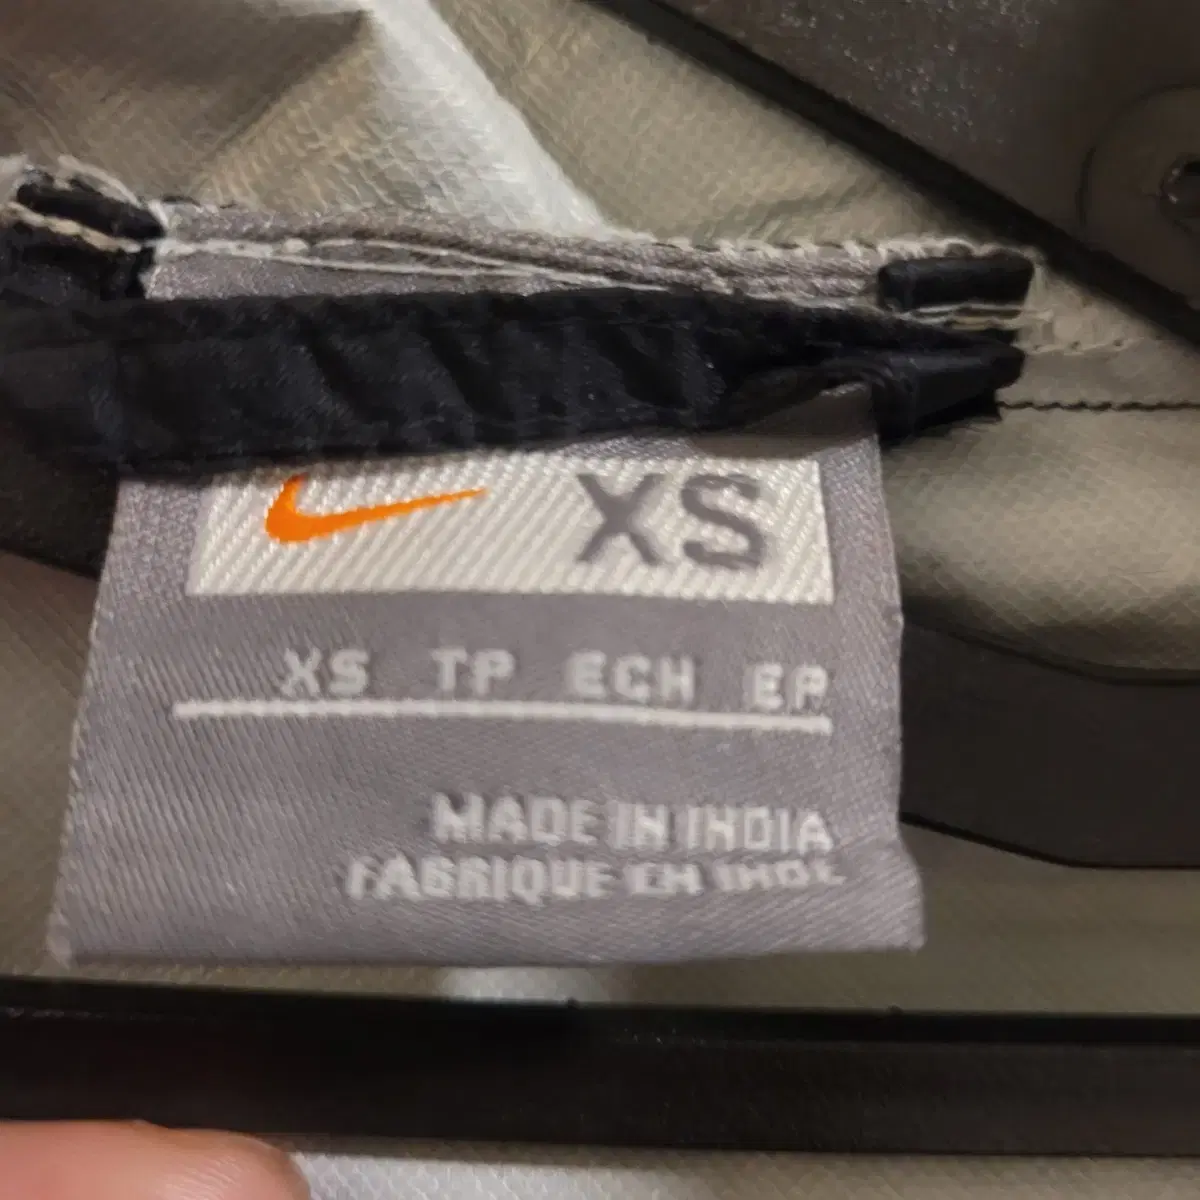 XS
XS TP ECH EP
MADE IN INDIA
FABRIQUE EN INDE